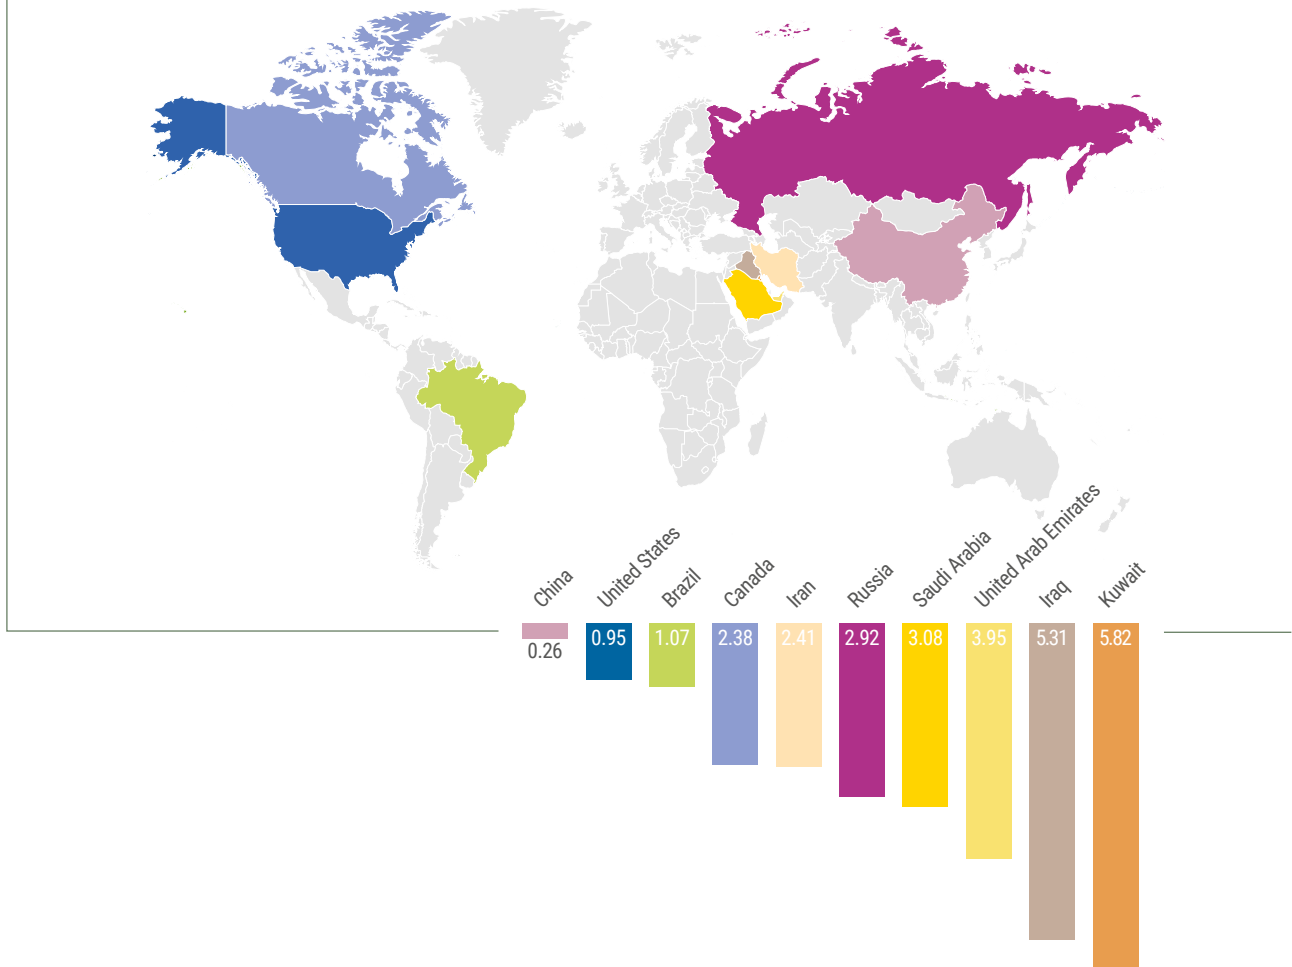 China
United States
Brazil
Canada
Iran
Russia
Saudi Arabia
United Arab Emirates
Iraq
Kuwait
0.26
0.95
1.07
2.38
2.41
2.92
3.08
3.95
5.31
5.82